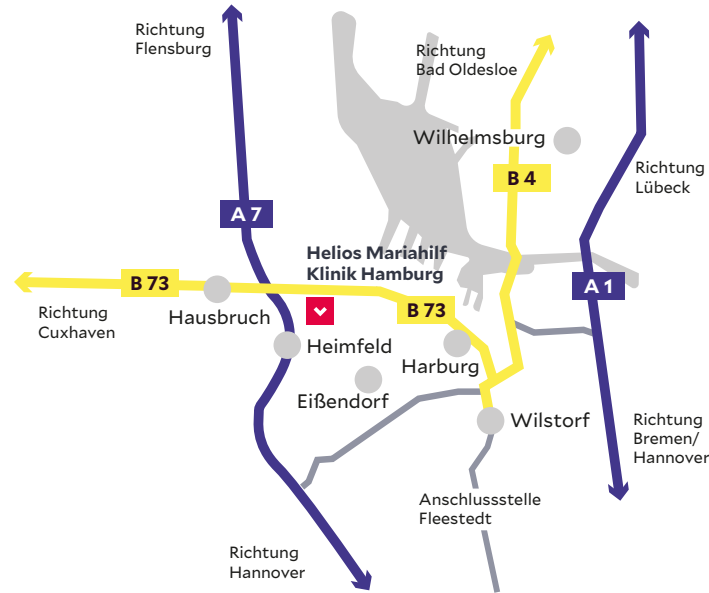 Richtung
Flensburg
Richtung
Bad Oldesloe
Wilhelmsburg
B 4
Richtung
Lübeck
A 7
Helios Mariahilf
Klinik Hamburg
B 73
A 1
B 73
Richtung
Cuxhaven
Hausbruch
Heimfeld
Harburg
Eißendorf
Wilstorf
Richtung
Bremen/
Hannover
Anschlussstelle
Fleestedt
Richtung
Hannover